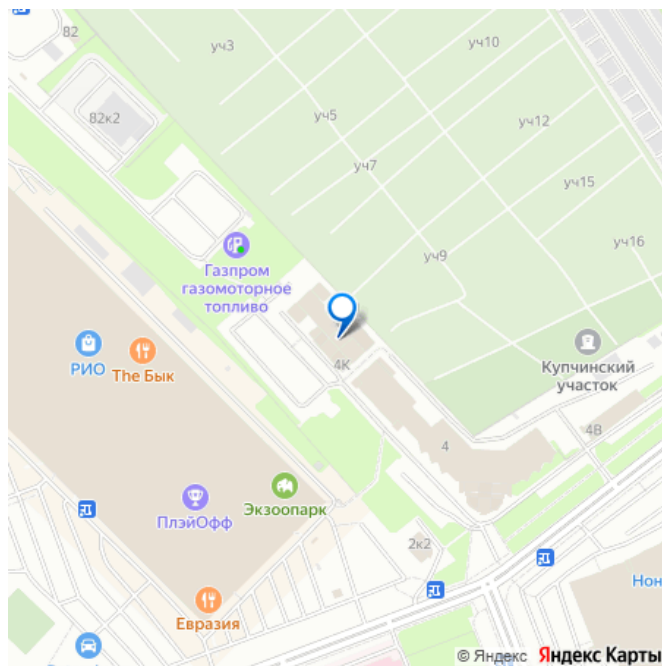 82
уч3
уч10
82к2
уч5
уч12
уч7
уч15
уч16
уч9
Газпром
газомоторное
топливо
РИО
The Бык
4К
Купчинский
участок
4
4В
Экзоопарк
ПлэйОфф
2к2
Евразия
Нон
© Яндекс Яндекс Карты